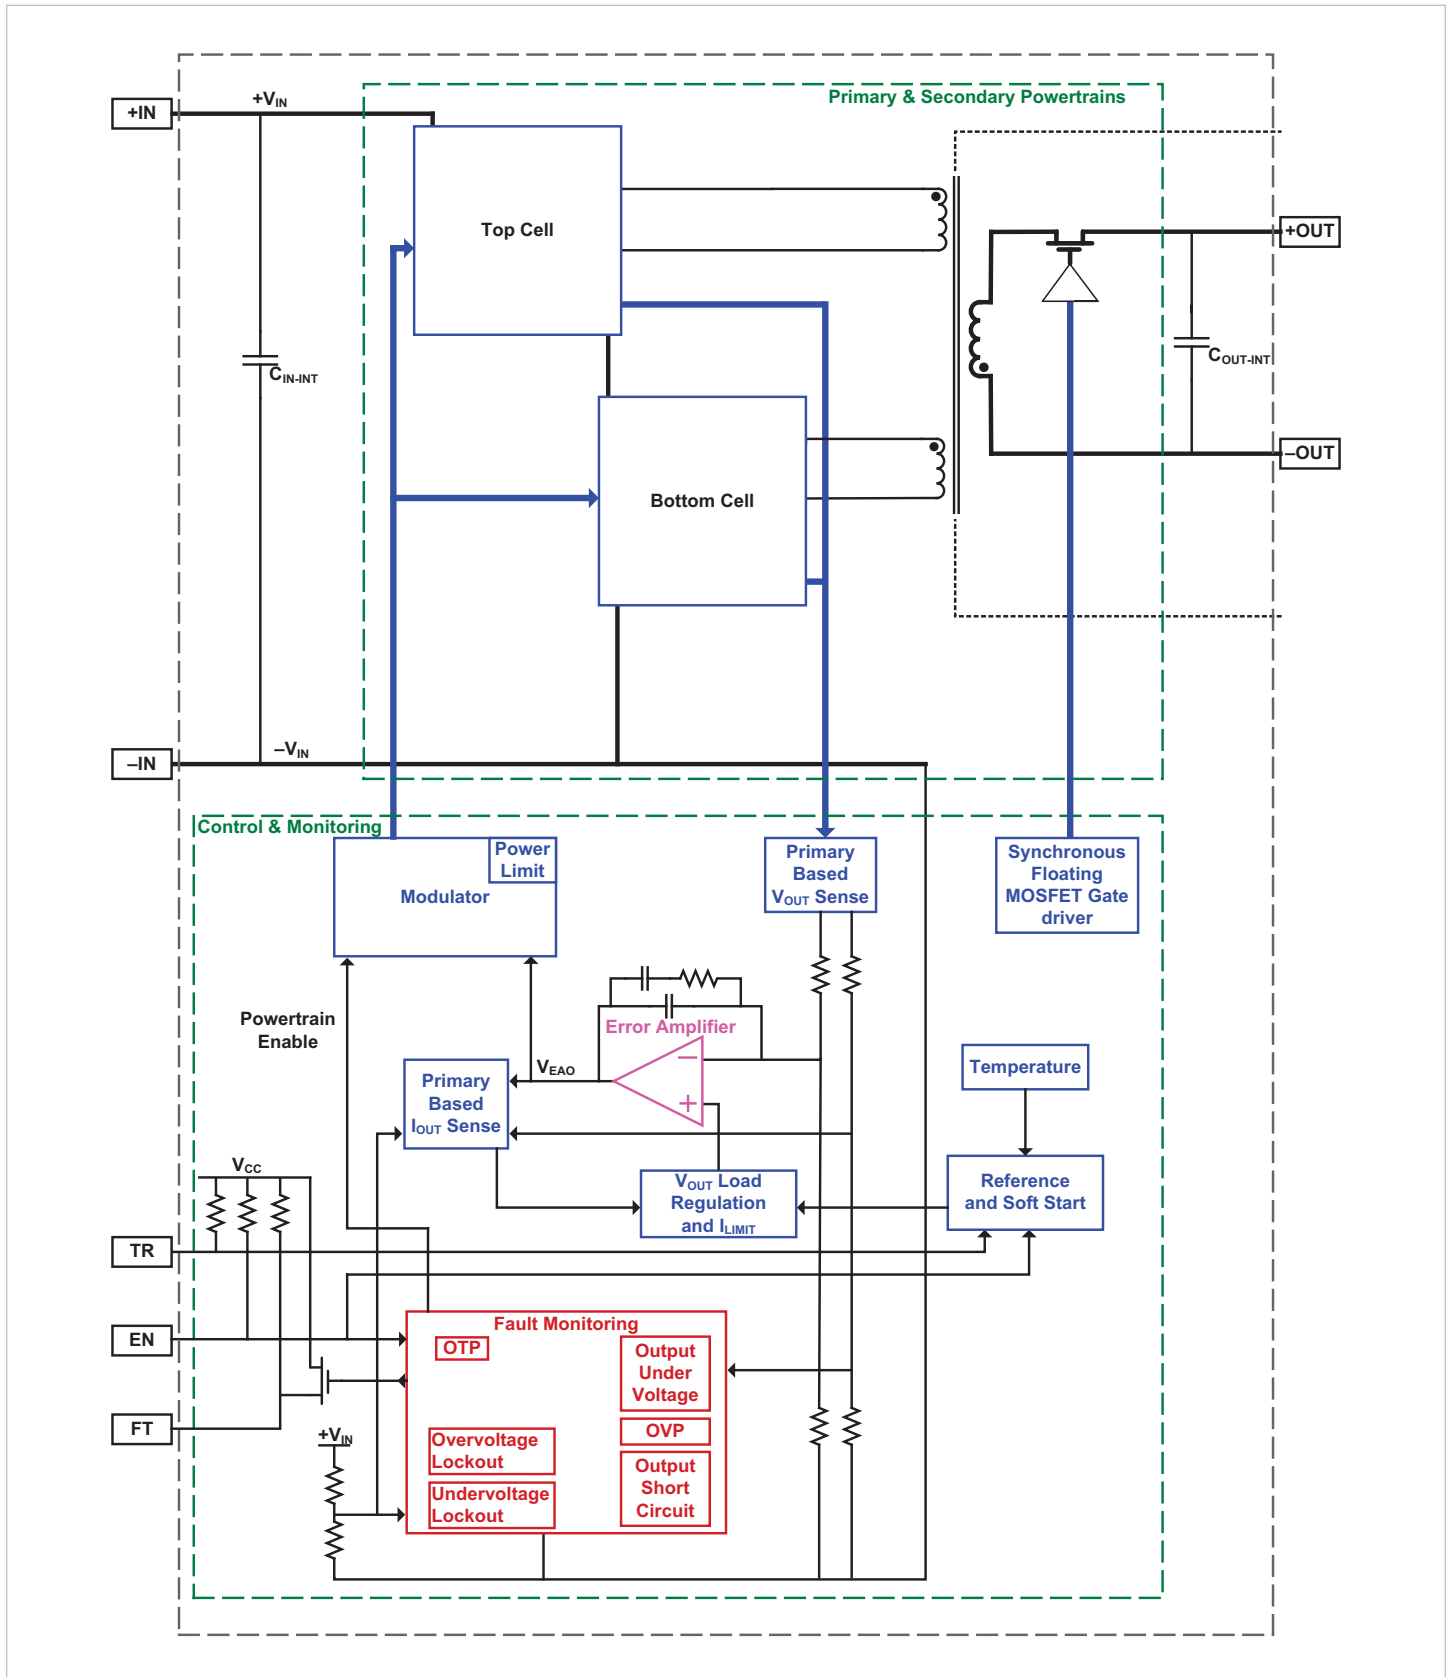 +IN
+VIN
Primary & Secondary Powertrains
Top Cell
+OUT
CIN-INT
COUT-INT
–OUT
Bottom Cell
–IN
–VIN
Control & Monitoring
Power
Limit
Modulator
Primary
Based
VOUT Sense
Synchronous
Floating
MOSFET Gate
driver
Powertrain
Enable
Error Amplifier
–
+
VEAO
Primary
Based
IOUT Sense
Temperature
VCC
VOUT Load
Regulation
and ILIMIT
Reference
and Soft Start
TR
EN
FT
Fault Monitoring
OTP
Output
Under
Voltage
OVP
Output
Short
Circuit
+VIN
Overvoltage
Lockout
Undervoltage
Lockout